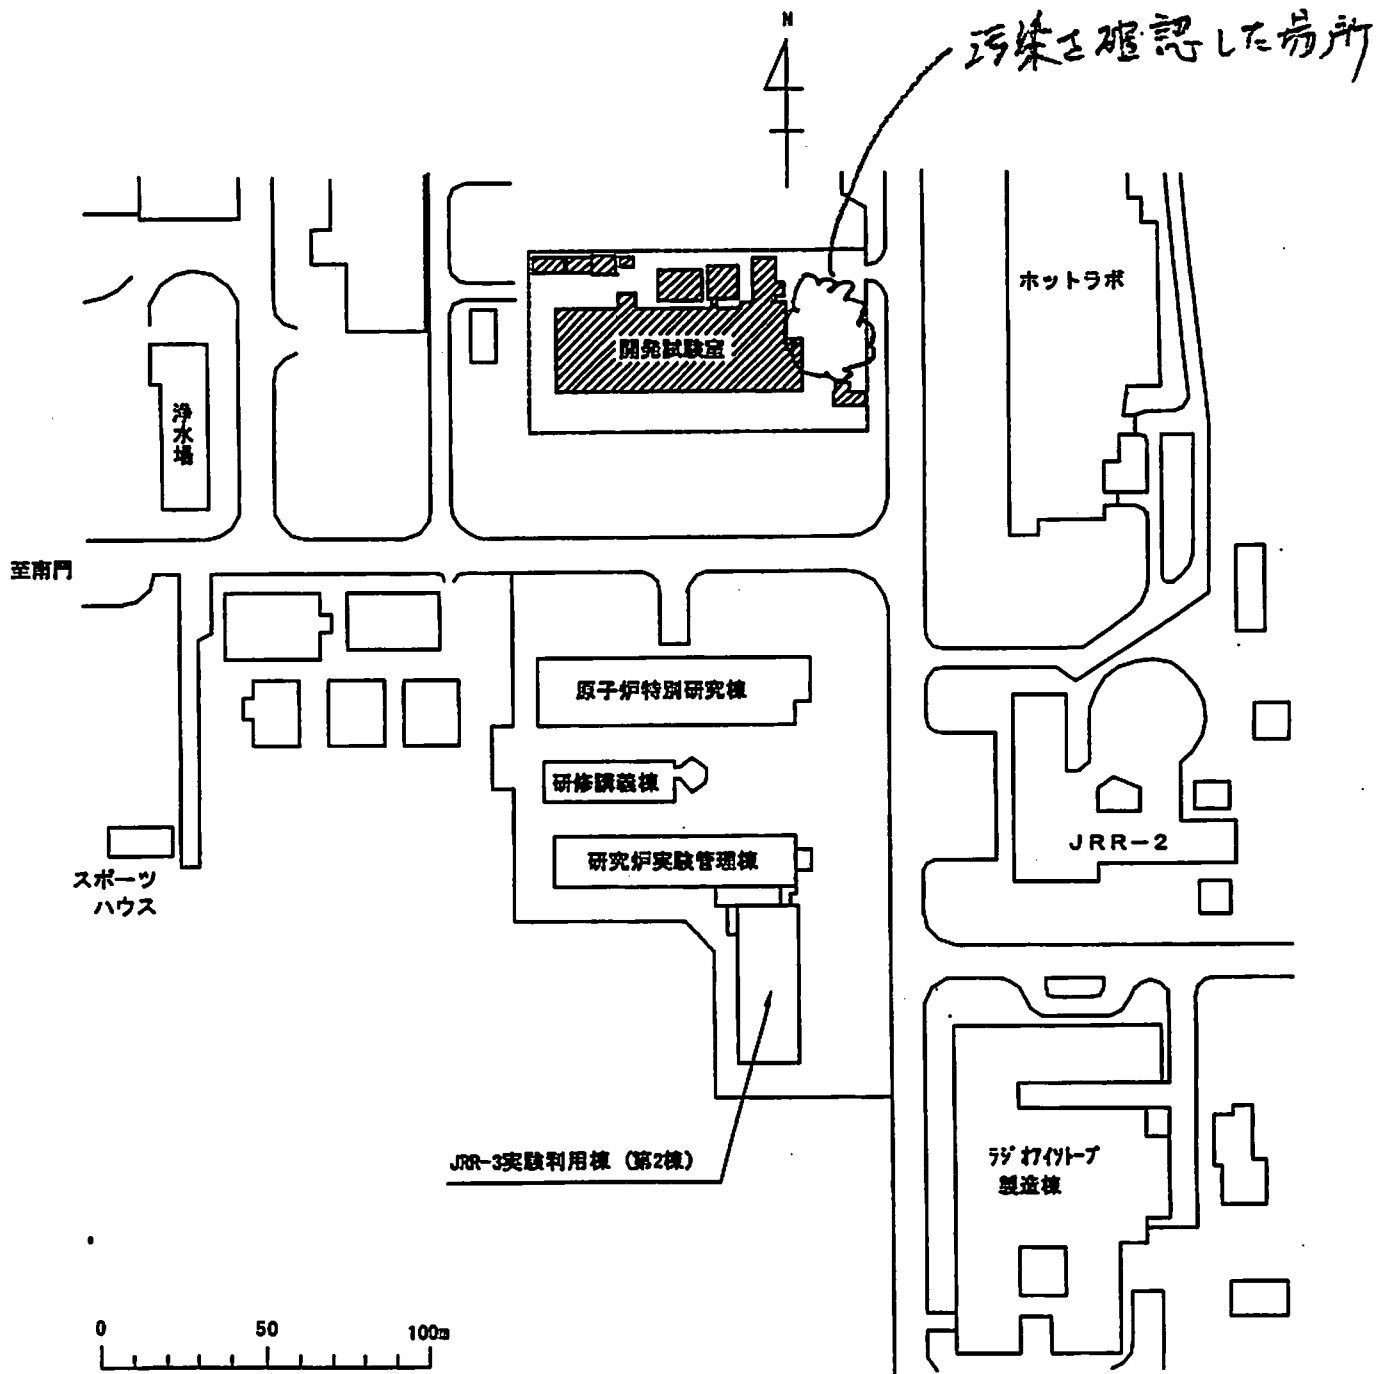 N
汚染を確認した場所
ホットラボ
開発試験室
浄水場
至南門
原子炉特別研究棟
研修講義棟
研究炉実験管理棟
JRR-2
スポーツ
ハウス
JRR-3実験利用棟（第2棟）
ﾗｼﾞｵｱｲｿﾄｰﾌﾟ
製造棟
0 50 100m